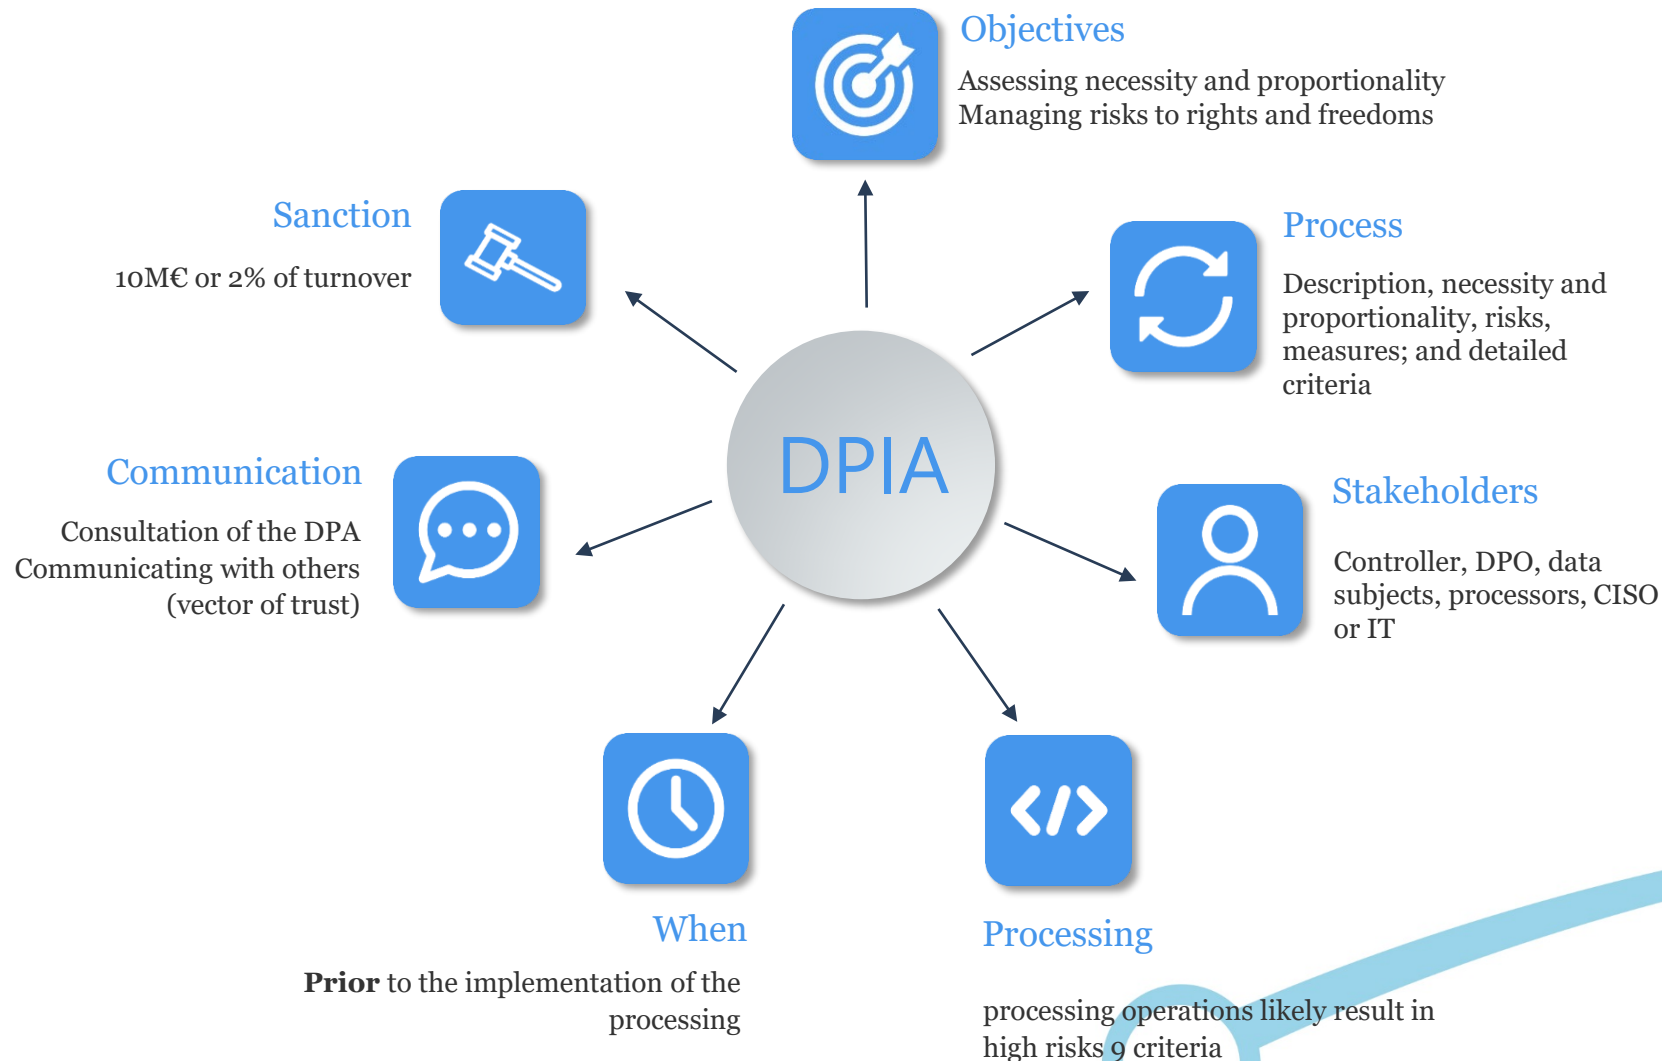 Objectives
Assessing necessity and proportionality
Managing risks to rights and freedoms
Sanction
10M€ or 2% of turnover
Process
Description, necessity and
proportionality, risks,
measures; and detailed
criteria
DPIA
Communication
Consultation of the DPA
Communicating with others
(vector of trust)
Stakeholders
Controller, DPO, data
subjects, processors, CISO
or IT
When
Prior to the implementation of the
processing
Processing
processing operations likely result in
high risks 9 criteria